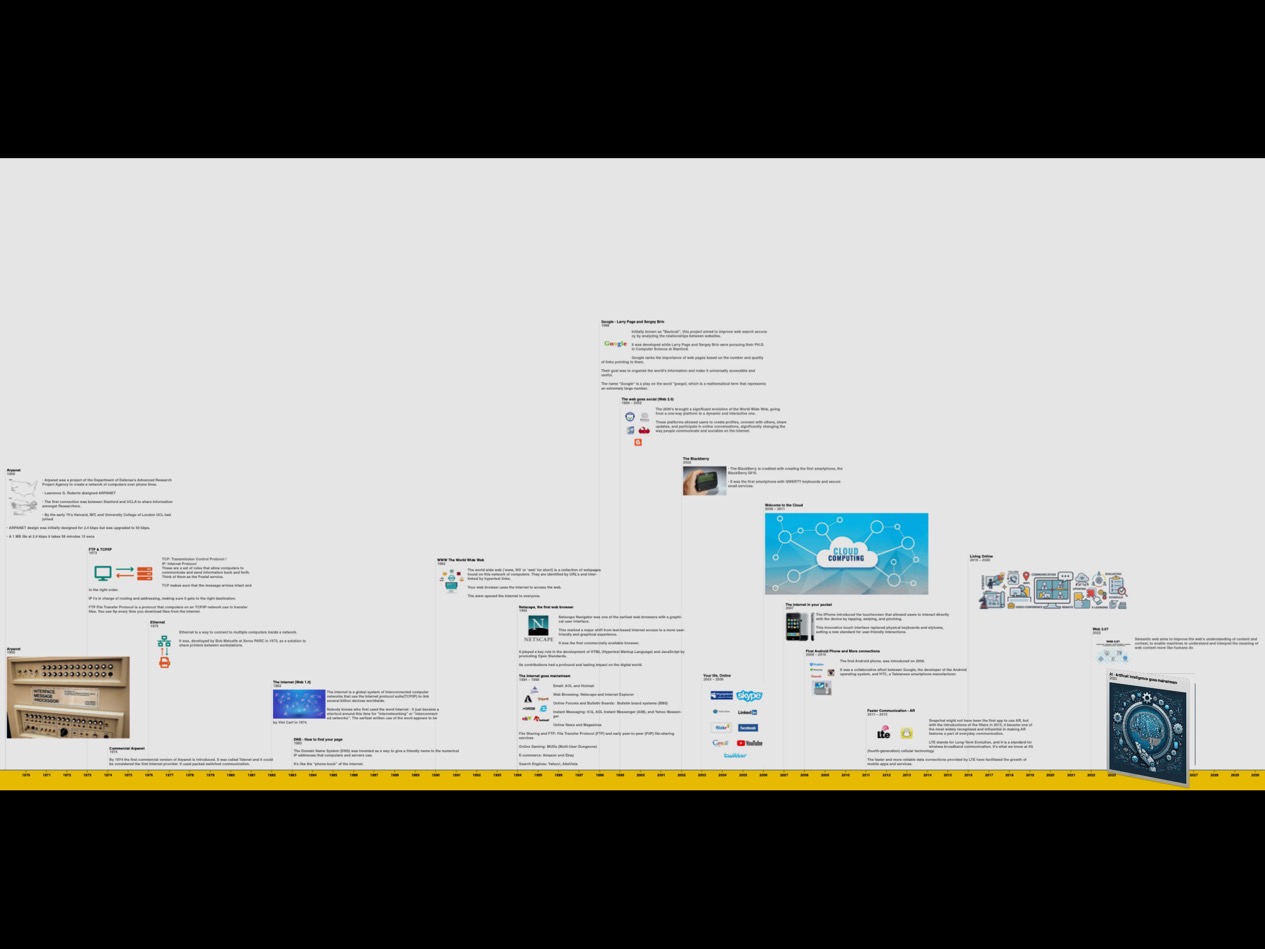 Google - Larry Page and Sergey Brin
1998
Initially known as "Backrub", this project aimed to improve web search accura-
cy by analyzing the relationships between websites.
Google
It was developed while Larry Page and Sergey Brin were pursuing their PH.D.
in Computer Science at Stanford.
Google ranks the importance of web pages based on the number and quality
of links pointing to them.
Their goal was to organize the world's information and make it universally accessible and
useful.
The name "Google" is a play on the word "googol, which is a mathematical term that represents
an extremely large number.
The web goes social (Web 2.0)
1999 - 2002
The 2000's brought a significant evolution of the World Wide Web, going
from a one-way platform to a dynamic and interactive one.
These platforms allowed users to create profiles, connect with others, share
updates, and participate in online conversations, significantly changing the
way people communicate and socialize on the internet.
The Blackberry
2002
- The BlackBerry is credited with creating the first smartphone, the
BlackBerry 5810.
- It was the first smartphone with QWERTY keyboards and secure
email services.
Arpanet
1969
- Arpanet was a project of the Department of Defense's Advanced Research
Project Agency to create a network of computers over phone lines.
- Lawrence G. Roberts designed ARPANET
- The first connection was between Stanford and UCLA to share information
amongst Researchers.
- By the early 70's Harvard, MIT, and University College of London UCL had
joined.
- ARPANET design was initially designed for 2.4 kbps but was upgraded to 50 kbps.
- A 1 MB file at 2.4 kbps it takes 58 minutes 15 secs
Welcome to the Cloud
2006 - 2011
CLOUD
COMPUTING
FTP & TCP/IP
1973
TCP: Transmission Control Protocol /
IP: Internet Protocol
These are a set of rules that allow computers to
communicate and send information back and forth.
Think of them as the Postal service.
TCP makes sure that the message arrives intact and
in the right order.
IP it's in charge of routing and addressing, making sure it gets to the right destination.
FTP File Transfer Protocol is a protocol that computers on an TCP/IP network use to transfer
files. You use ftp every time you download files from the internet.
WWW The World Wide Web
1990
The world wide web ('www, W3' or 'web' for short) is a collection of webpages
found on this network of computers. They are identified by URLs and inter-
linked by hypertext links.
Your web browser uses the internet to access the web.
The www opened the internet to everyone.
Living Online
2016 - 2020
COMMUNICATION
VIDEO CONFERENCE
E-LEARNING
Netscape, the first web browser
1994
N
NETSCAPE
Netscape Navigator was one of the earliest web browsers with a graphi-
cal user interface.
This marked a major shift from text-based internet access to a more user-
friendly and graphical experience.
It was the first commercially available browser.
It played a key role in the development of HTML (Hypertext Markup Language) and JavaScript by
promoting Open Standards.
Its contributions had a profound and lasting impact on the digital world.
The internet in your pocket
2007
The iPhone introduced the touchscreen that allowed users to interact directly
with the device by tapping, swiping, and pinching.
This innovative touch interface replaced physical keyboards and styluses,
setting a new standard for user-friendly interactions.
Ethernet
1976
Ethernet is a way to connect to multiple computers inside a network.
It was, developed by Bob Metcalfe at Xerox PARC in 1973, as a solution to
share printers between workstations.
Web 3.0?
2022
WEB 3.0?
Semantic web aims to improve the web's understanding of content and
context, to enable machines to understand and interpret the meaning of
web content more like humans do
Arpanet
1969
INTERFACE
MESSAGE
PROCESSOR
First Android Phone and More connections
2008 - 2010
The first Android phone, was introduced on 2008.
It was a collaborative effort between Google, the developer of the Android
operating system, and HTC, a Taiwanese smartphone manufacturer.
The internet goes mainstream
1994 - 1998
Email: AOL and Hotmail
Web Browsing: Netscape and Internet Explorer
Online Forums and Bulletin Boards : Bulletin board systems (BBS)
Instant Messaging: ICQ, AOL Instant Messenger (AIM), and Yahoo Messen-
ger
Online News and Magazines
File Sharing and FTP: File Transfer Protocol (FTP) and early peer-to-peer (P2P) file-sharing
services
Online Gaming: MUDs (Multi-User Dungeons)
E-commerce: Amazon and Ebay
Search Engines: Yahoo!, AltaVista
Your life, Online
2003 - 2006
skype
LinkedIn
flickr
facebook
Gmail
YouTube
twitter
AI - Artificial Intelligence goes mainstream
2023
The Internet (Web 1.0)
1982
The internet is a global system of interconnected computer
networks that use the internet protocol suite(TCP/IP) to link
several billion devices worldwide.
Nobody knows who first used the word Internet - it just became a
shortcut around this time for "internetworking" or "interconnect-
ed networks". The earliest written use of the word appears to be
by Vint Cerf in 1974.
Faster Communication - AR
2011 - 2015
lte
Snapchat might not have been the first app to use AR, but
with the introductions of the filters in 2015, it became one of
the most widely recognized and influential in making AR
features a part of everyday communication.
LTE stands for Long-Term Evolution, and it is a standard for
wireless broadband communication. It's what we know at 4G
(fourth-generation) cellular technology.
The faster and more reliable data connections provided by LTE have facilitated the growth of
mobile apps and services.
DNS - How to find your page
1983
The Domain Name System (DNS) was invented as a way to give a friendly name to the numerical
IP addresses that computers and servers use.
It's like the "phone book" of the internet.
Commercial Arpanet
1974
By 1974 the first commercial version of Arpanet is introduced. It was called Telenet and it could
be considered the first Internet provider. It used packed switched communication.
1970 1971 1972 1973 1974 1975 1976 1977 1978 1979 1980 1981 1982 1983 1984 1985 1986 1987 1988 1989 1990 1991 1992 1993 1994 1995 1996 1997 1998 1999 2000 2001 2002 2003 2004 2005 2006 2007 2008 2009 2010 2011 2012 2013 2014 2015 2016 2017 2018 2019 2020 2021 2022 2023 2027 2028 2029 2030